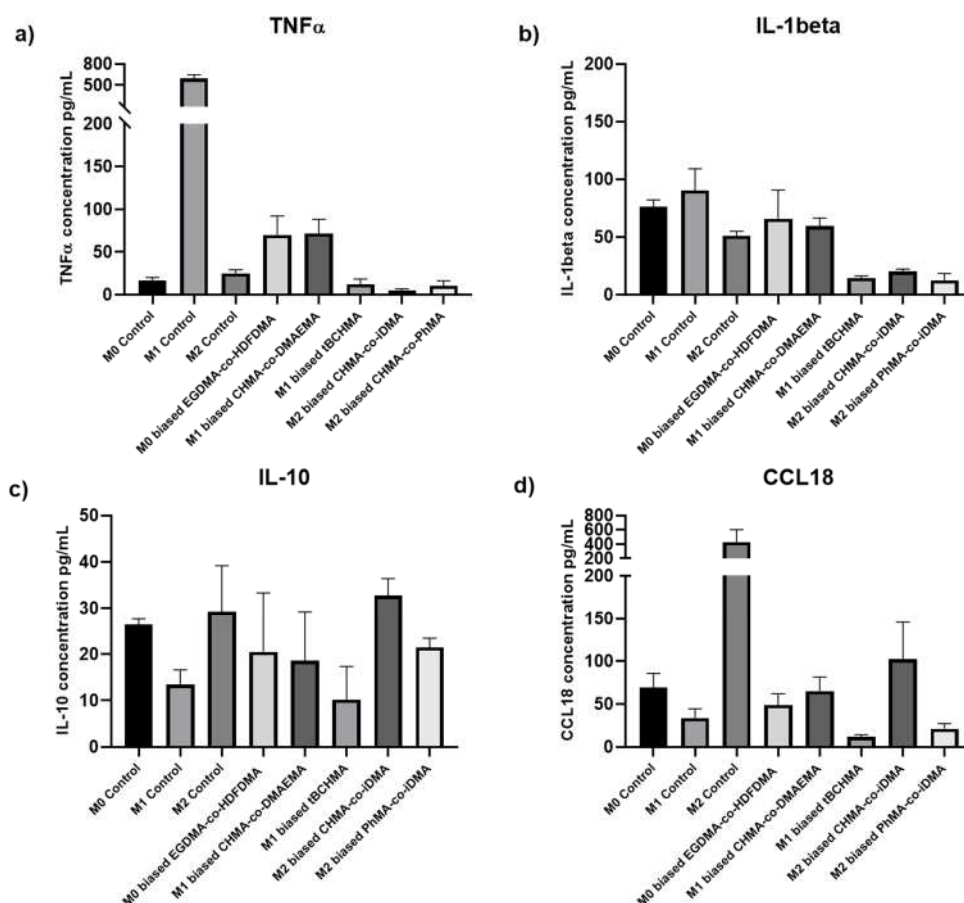 a)
TNFα
TNFα concentration pg/mL
800
500
200
150
100
50
0
M0 Control
M1 Control
M2 Control
M0 biased EGDMA-co-HDFDMA
M1 biased CHMA-co-DMAEMA
M1 biased tBCHMA
M2 biased CHMA-co-iDMA
M2 biased CHMA-co-PhMA
b)
IL-1beta
IL-1beta concentration pg/mL
200
150
100
50
0
M0 Control
M1 Control
M2 Control
M0 biased EGDMA-co-HDFDMA
M1 biased CHMA-co-DMAEMA
M1 biased tBCHMA
M2 biased CHMA-co-iDMA
M2 biased PhMA-co-iDMA
c)
IL-10
IL-10 concentration pg/mL
50
40
30
20
10
0
M0 Control
M1 Control
M2 Control
M0 biased EGDMA-co-HDFDMA
M1 biased CHMA-co-DMAEMA
M1 biased tBCHMA
M2 biased CHMA-co-iDMA
M2 biased PhMA-co-iDMA
d)
CCL18
CCL18 concentration pg/mL
800
600
400
200
200
150
100
50
0
M0 Control
M1 Control
M2 Control
M0 biased EGDMA-co-HDFDMA
M1 biased CHMA-co-DMAEMA
M1 biased tBCHMA
M2 biased CHMA-co-iDMA
M2 biased PhMA-co-iDMA